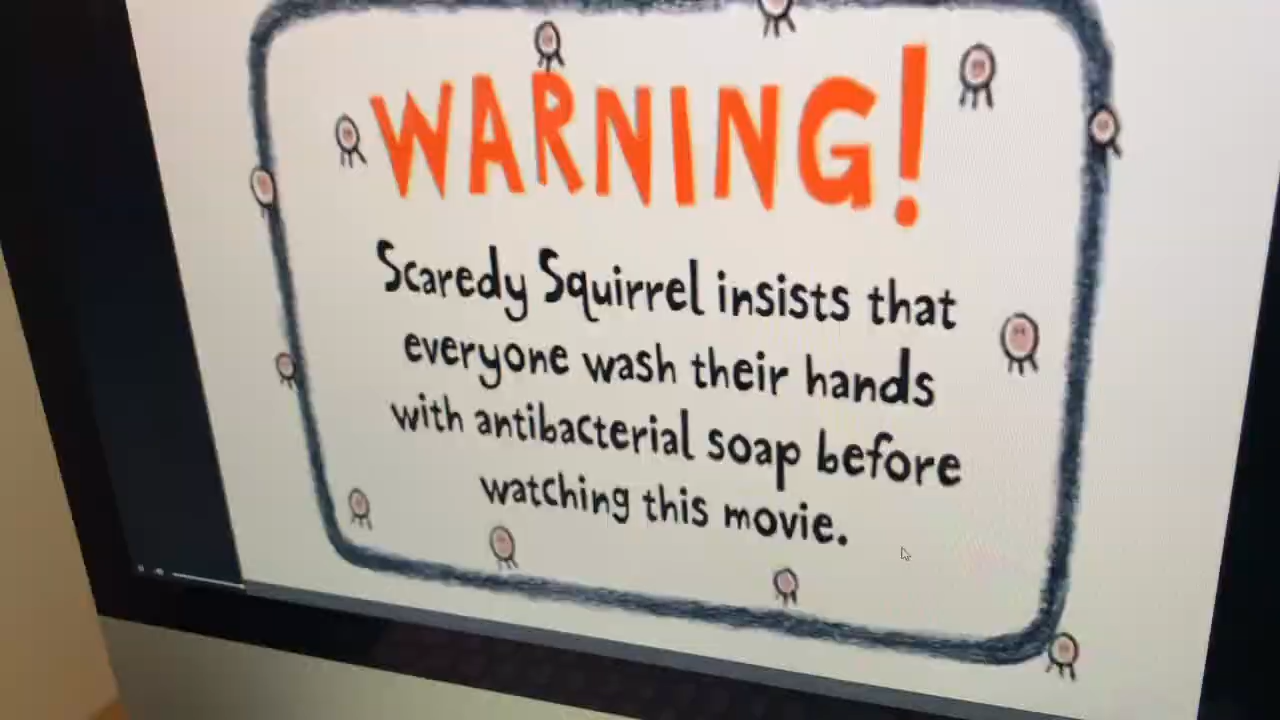 WARNING!
Scaredy Squirrel insists that
everyone wash their hands
with antibacterial soap before
watching this movie.